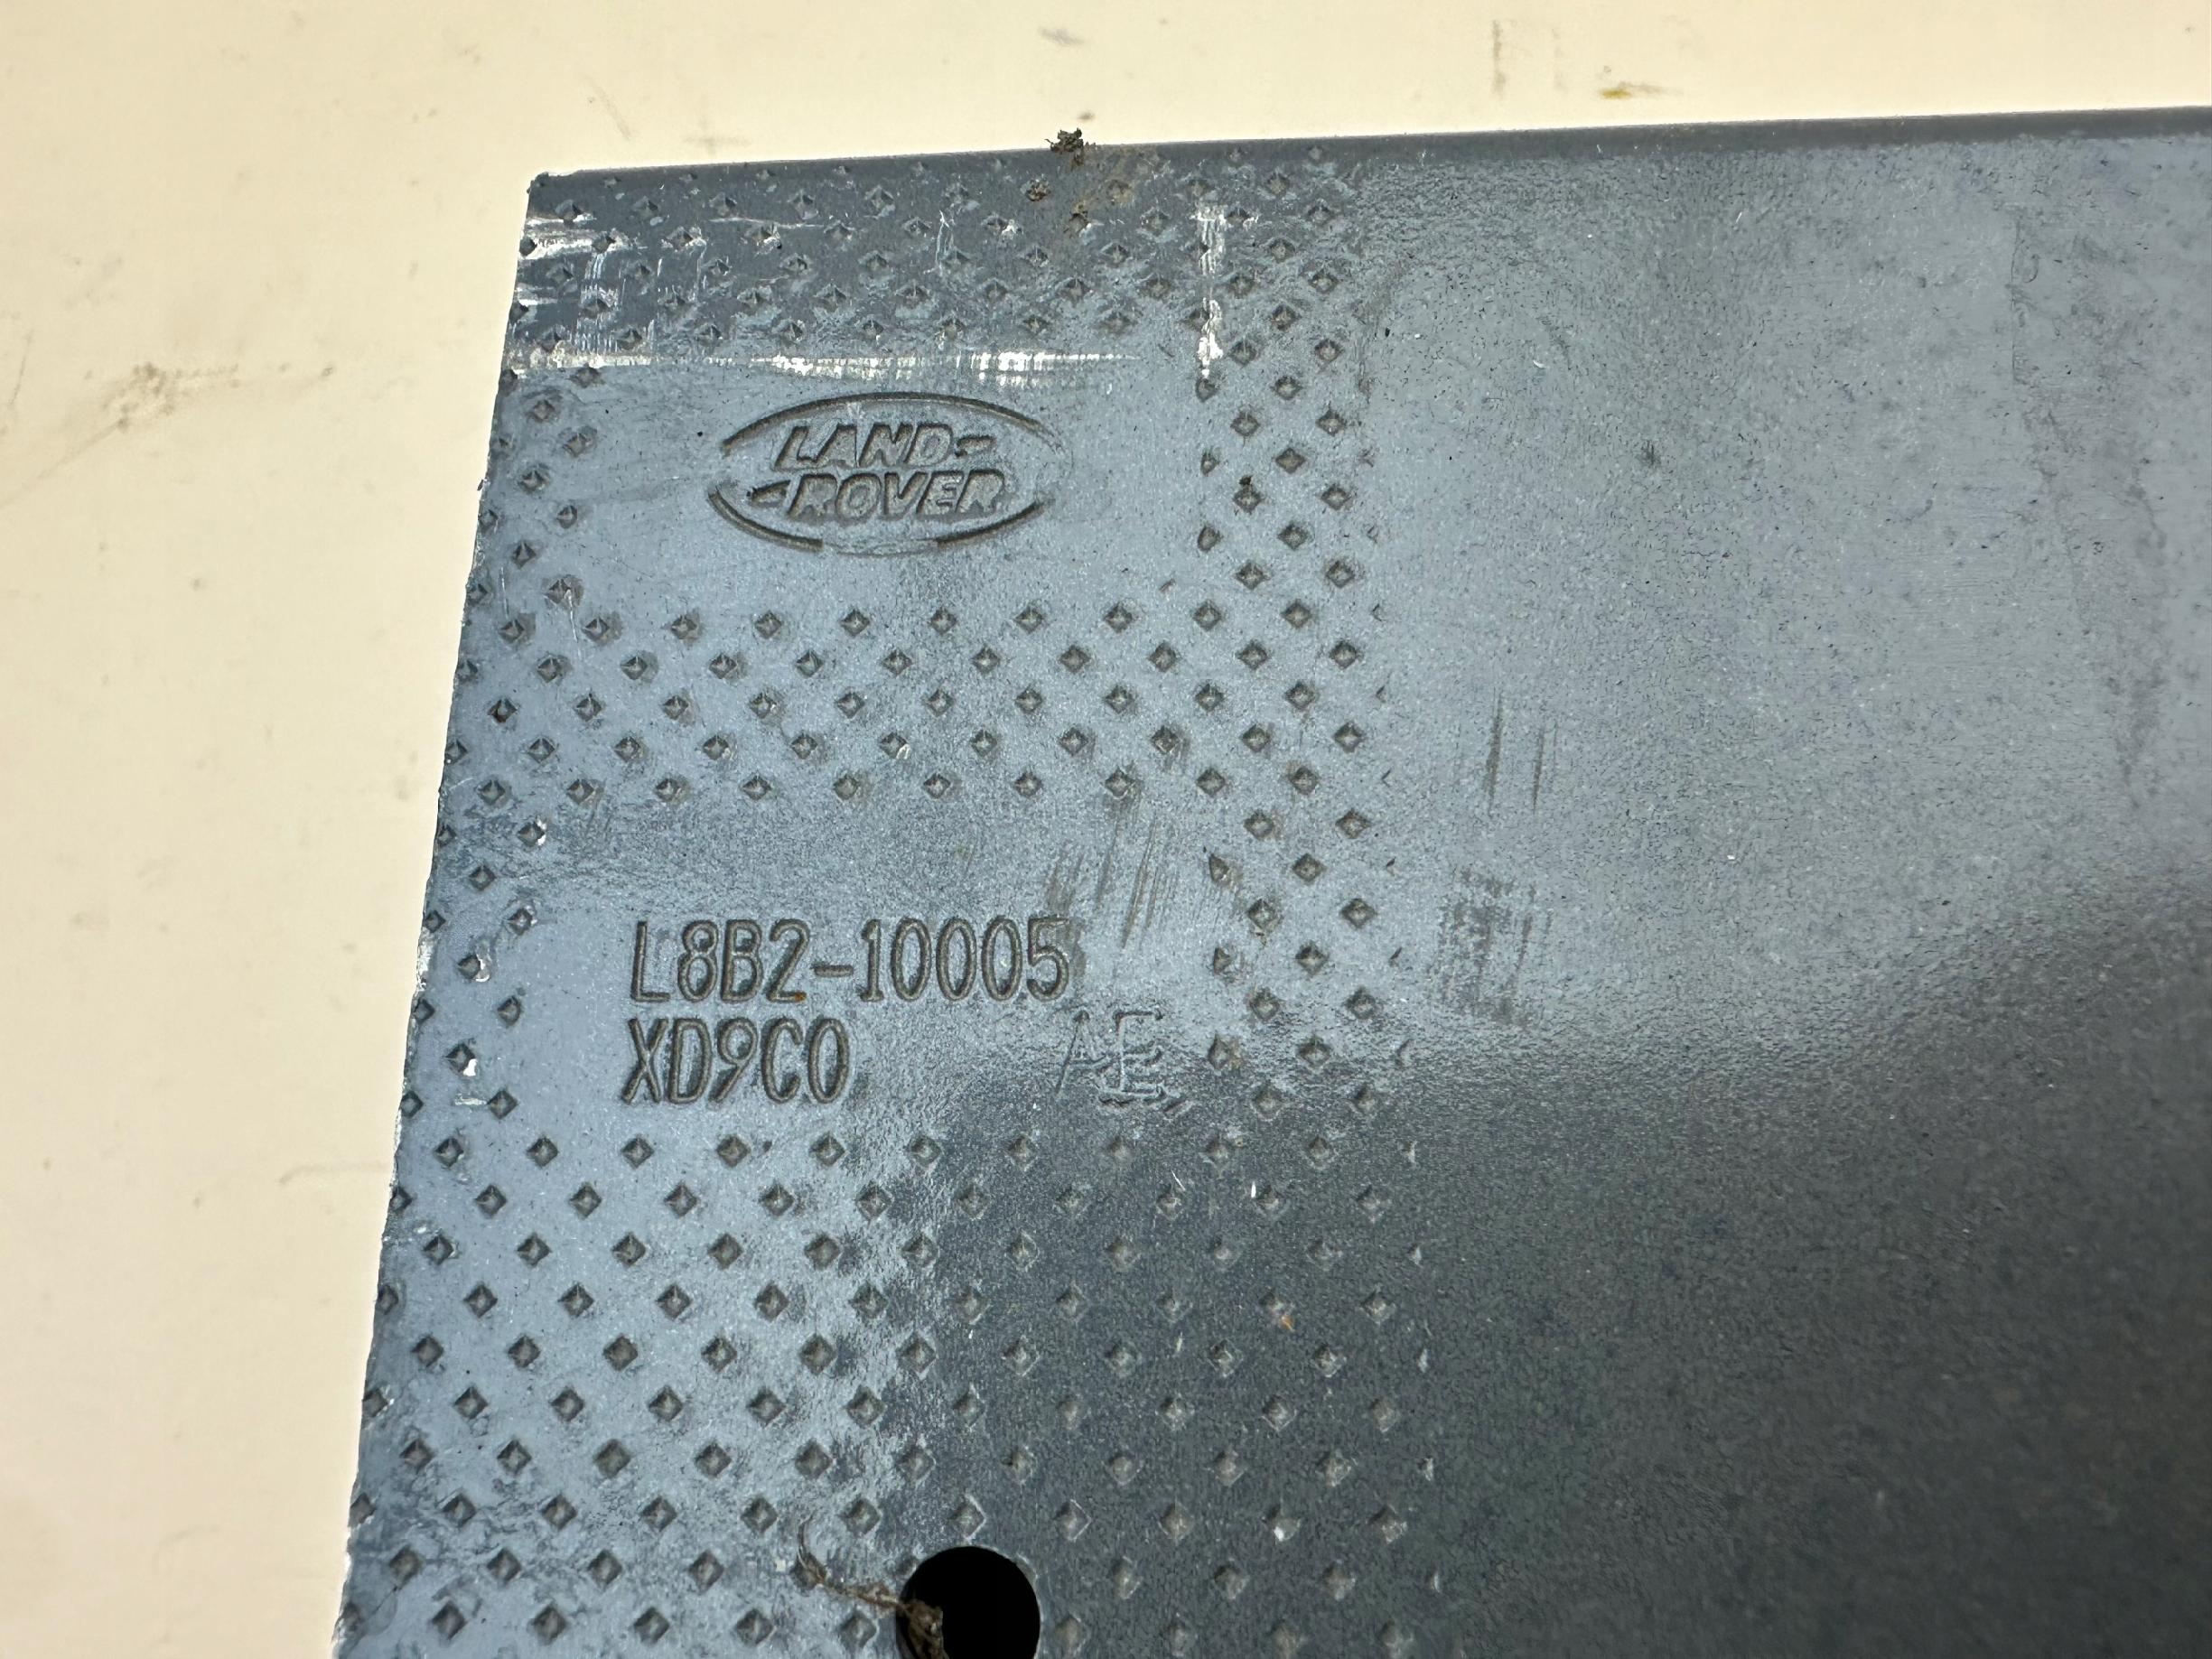 LAND-
-ROVER
L8B2-10005
XD9C0 AE